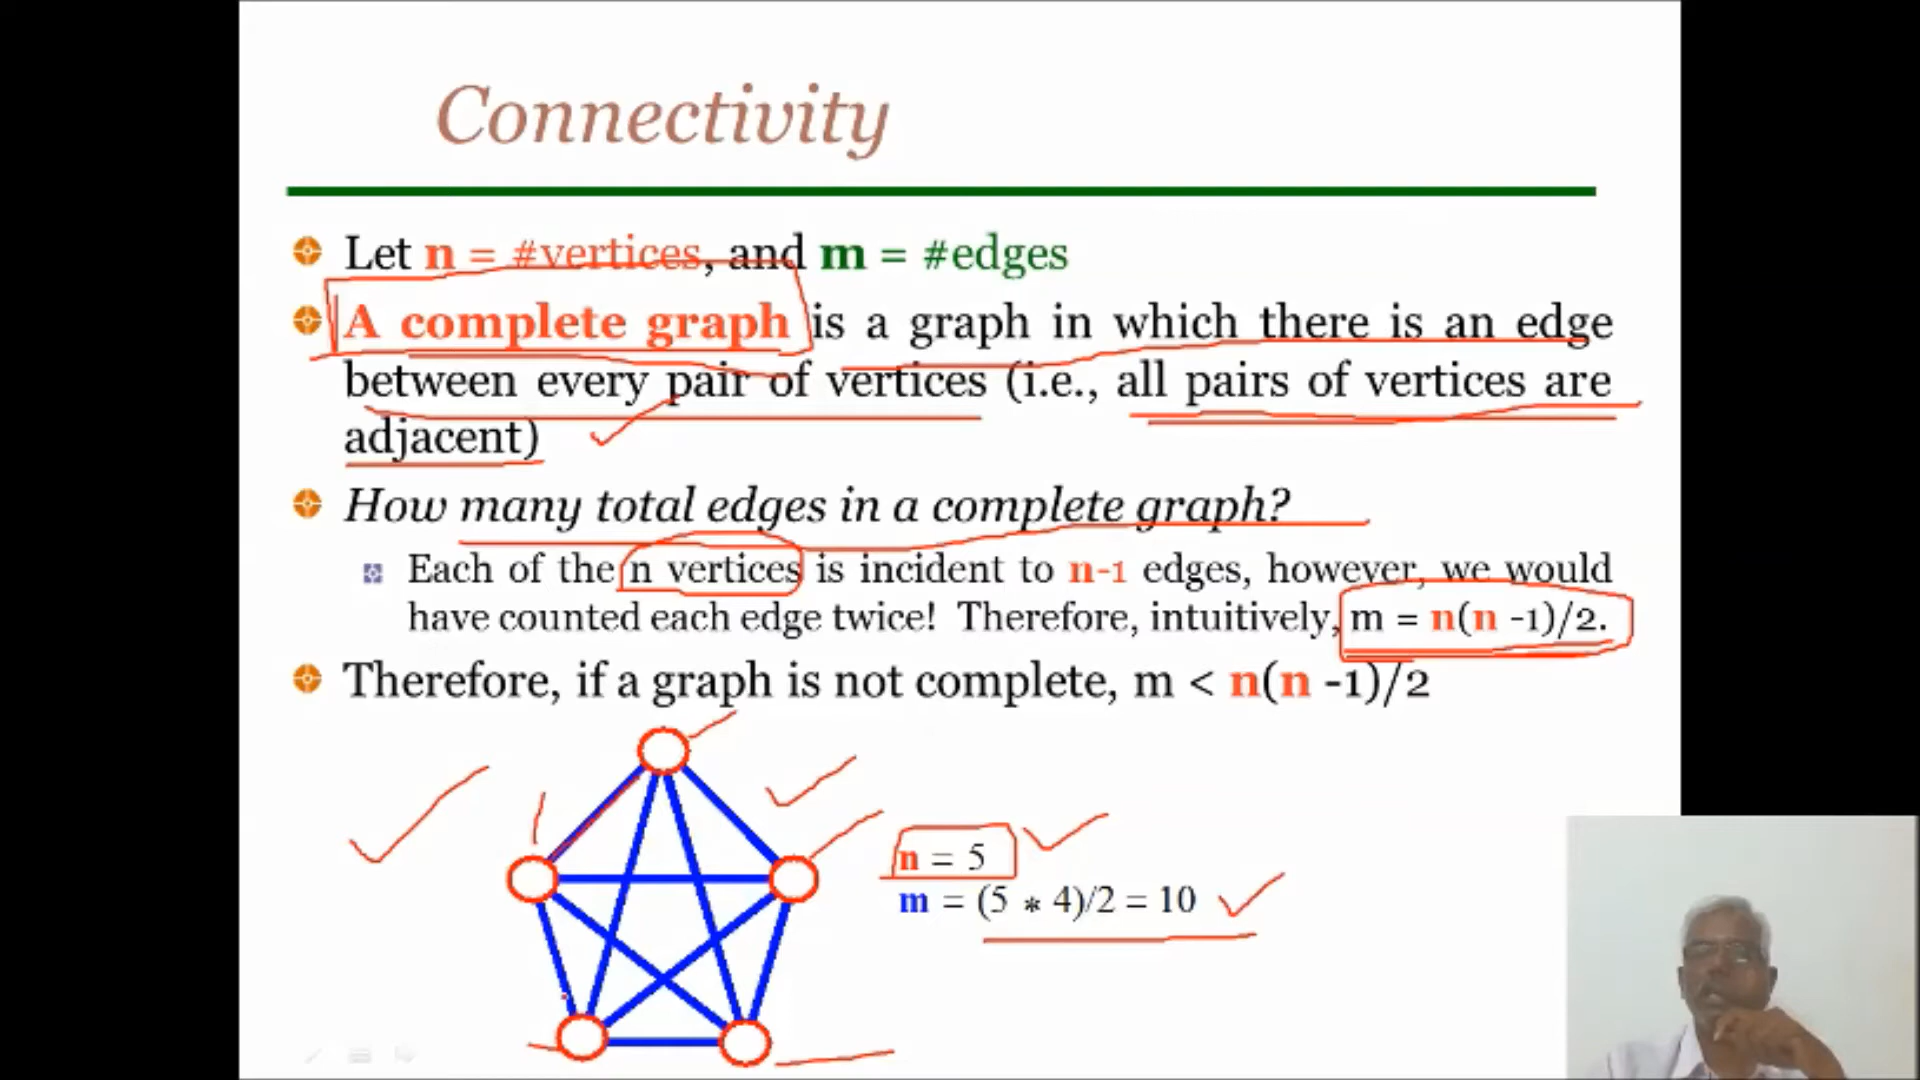 Connectivity
Let n = #vertices, and m = #edges
A complete graph is a graph in which there is an edge
between every pair of vertices (i.e., all pairs of vertices are
adjacent)
How many total edges in a complete graph?
Each of the n vertices is incident to n-1 edges, however, we would
have counted each edge twice! Therefore, intuitively, m = n(n -1)/2.
Therefore, if a graph is not complete, m < n(n -1)/2
n = 5
m = (5 * 4)/2 = 10